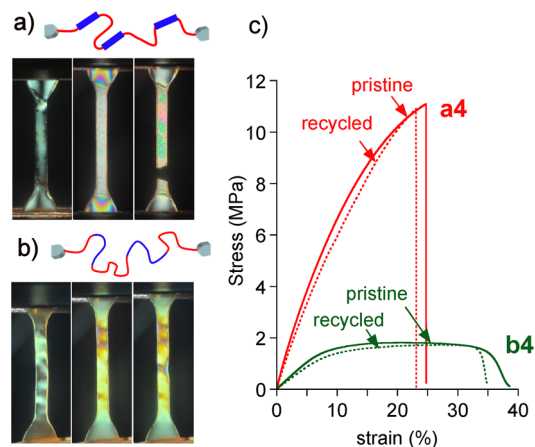 a)
b)
c)
12
10
8
6
4
2
0
Stress (MPa)
pristine
a4
recycled
pristine
recycled
b4
0
10
20
30
40
strain (%)